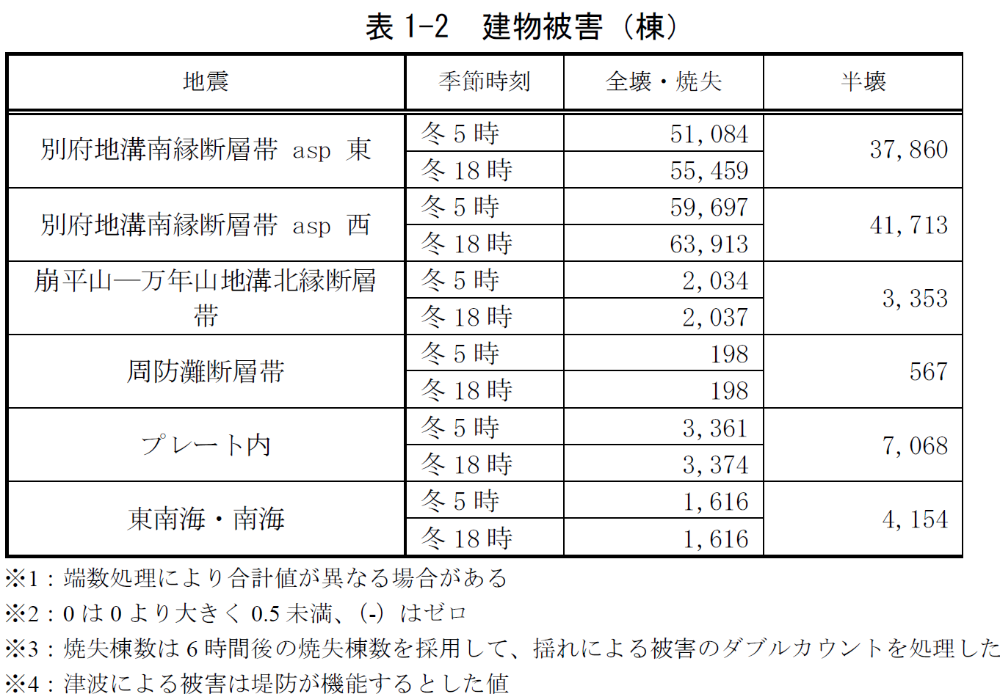 表 1-2　建物被害（棟）
地震 季節時刻 全壊・焼失 半壊
別府地溝南縁断層帯 asp 東 冬 5 時 51,084 37,860
冬 18 時 55,459
別府地溝南縁断層帯 asp 西 冬 5 時 59,697 41,713
冬 18 時 63,913
崩平山―万年山地溝北縁断層
帯 冬 5 時 2,034 3,353
冬 18 時 2,037
周防灘断層帯 冬 5 時 198 567
冬 18 時 198
プレート内 冬 5 時 3,361 7,068
冬 18 時 3,374
東南海・南海 冬 5 時 1,616 4,154
冬 18 時 1,616
※1：端数処理により合計値が異なる場合がある
※2：0 は 0 より大きく 0.5 未満、（-）はゼロ
※3：焼失棟数は 6 時間後の焼失棟数を採用して、揺れによる被害のダブルカウントを処理した
※4：津波による被害は堤防が機能するとした値